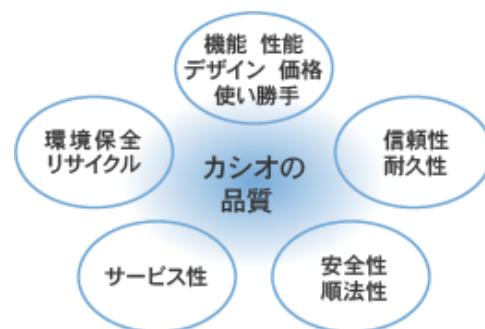 機能 性能
デザイン 価格
使い勝手
環境保全
リサイクル
カシオの
品質
信頼性
耐久性
サービス性
安全性
順法性